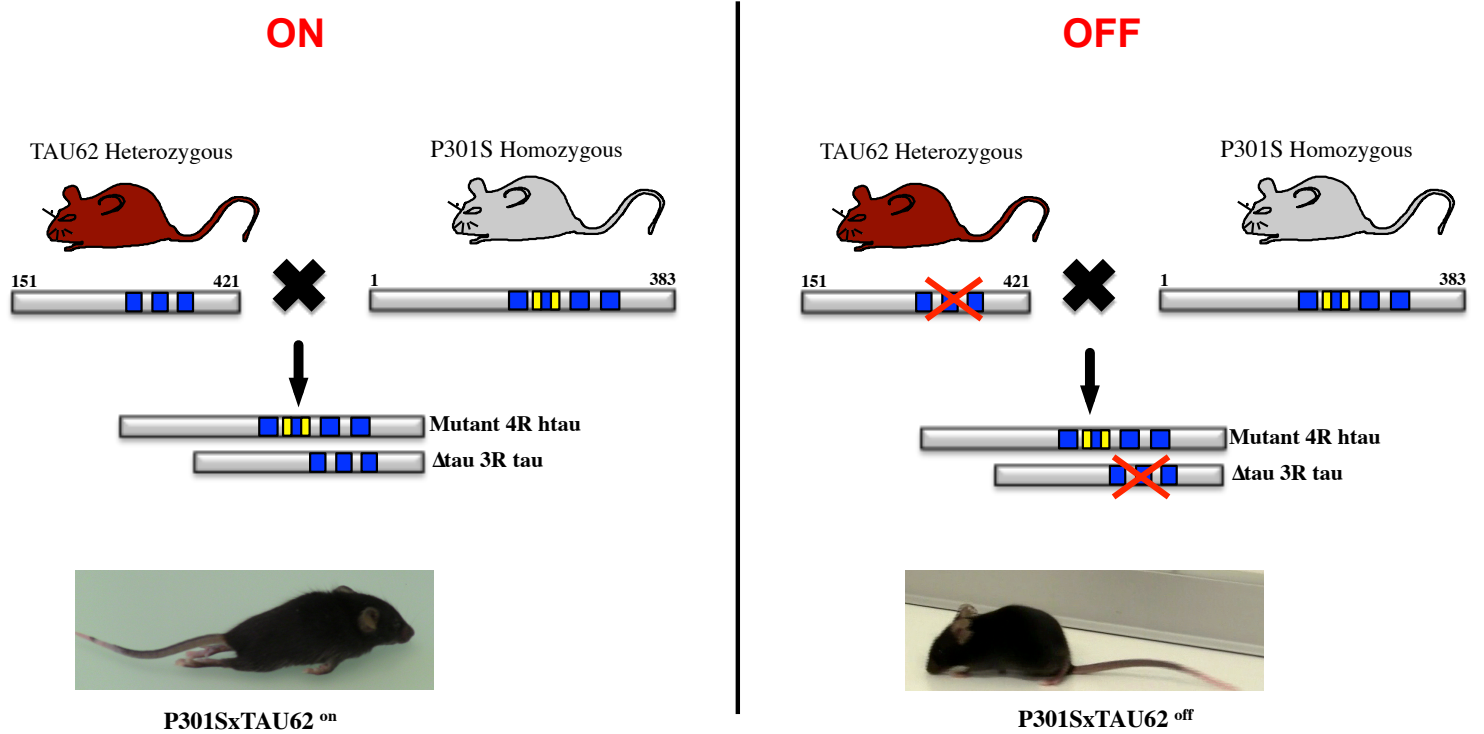 ON
TAU62 Heterozygous
P301S Homozygous
151
421
1
383
Mutant 4R htau
Δtau 3R tau
P301SxTAU62 on
OFF
TAU62 Heterozygous
P301S Homozygous
151
421
1
383
Mutant 4R htau
Δtau 3R tau
P301SxTAU62 off